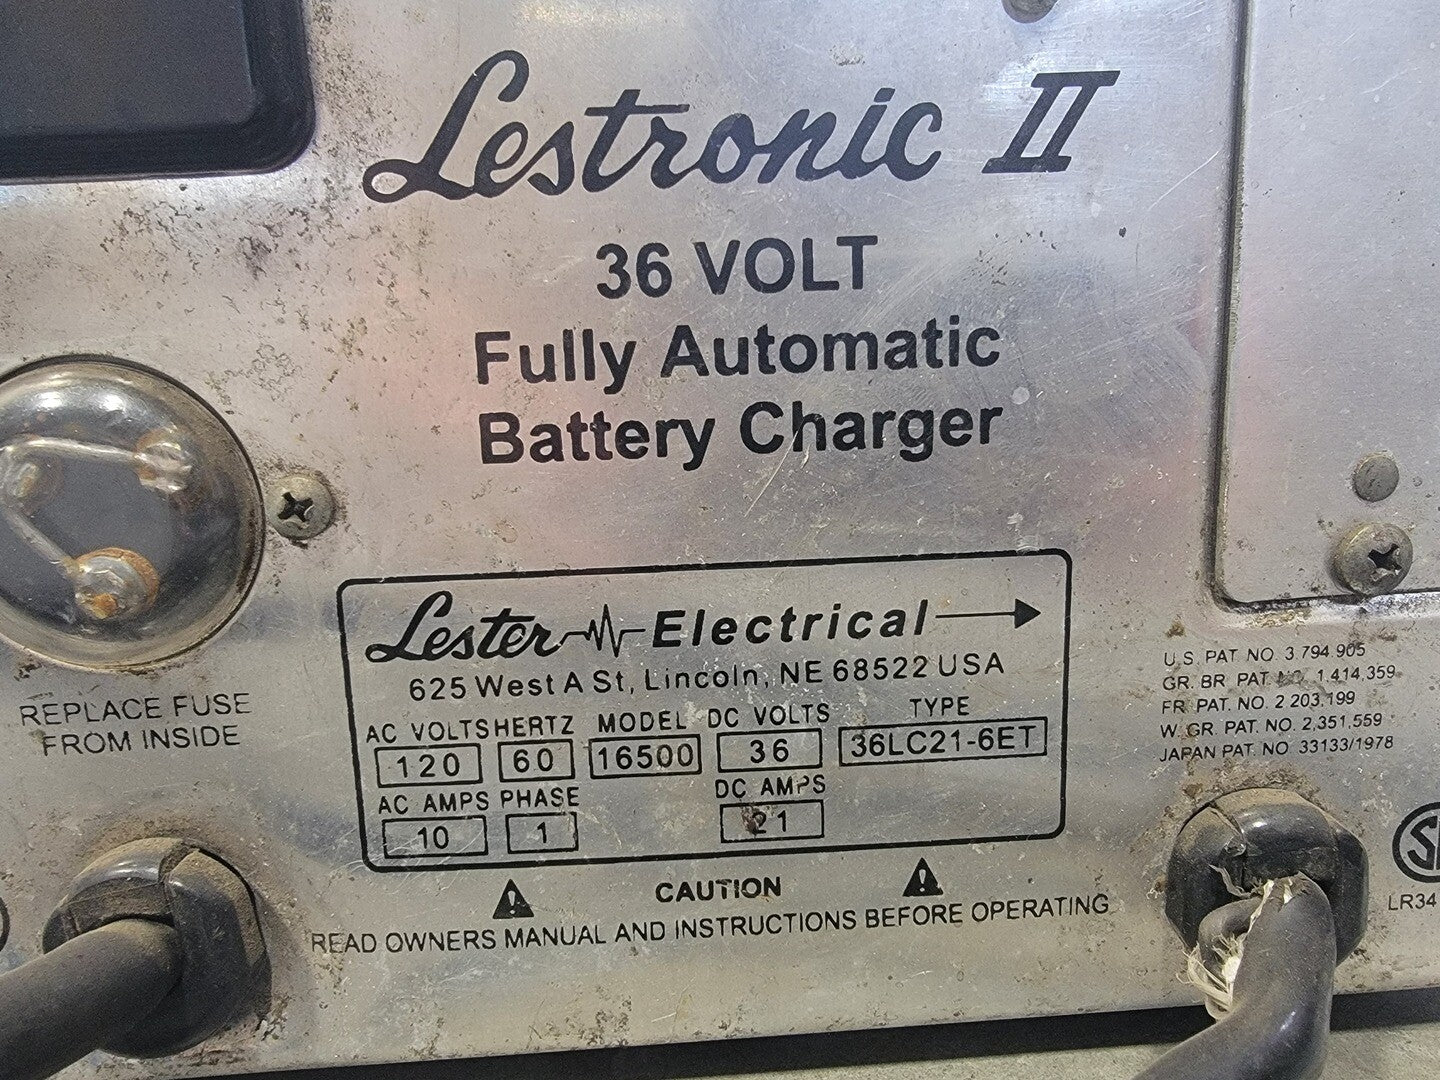 Lestronic II
36 VOLT
Fully Automatic
Battery Charger
Lester Electrical
625 West A St, Lincoln, NE 68522 USA
AC VOLTS HERTZ MODEL DC VOLTS TYPE
120 60 16500 36 36LC21-6ET
AC AMPS PHASE DC AMPS
10 1 21
CAUTION
READ OWNERS MANUAL AND INSTRUCTIONS BEFORE OPERATING
REPLACE FUSE
FROM INSIDE
U.S. PAT NO. 3 794 905
GR. BR. PAT. NO. 1,414,359
FR. PAT. NO. 2 203,199
W. GR. PAT. NO. 2,351,559
JAPAN PAT. NO. 33133/1978
LR34